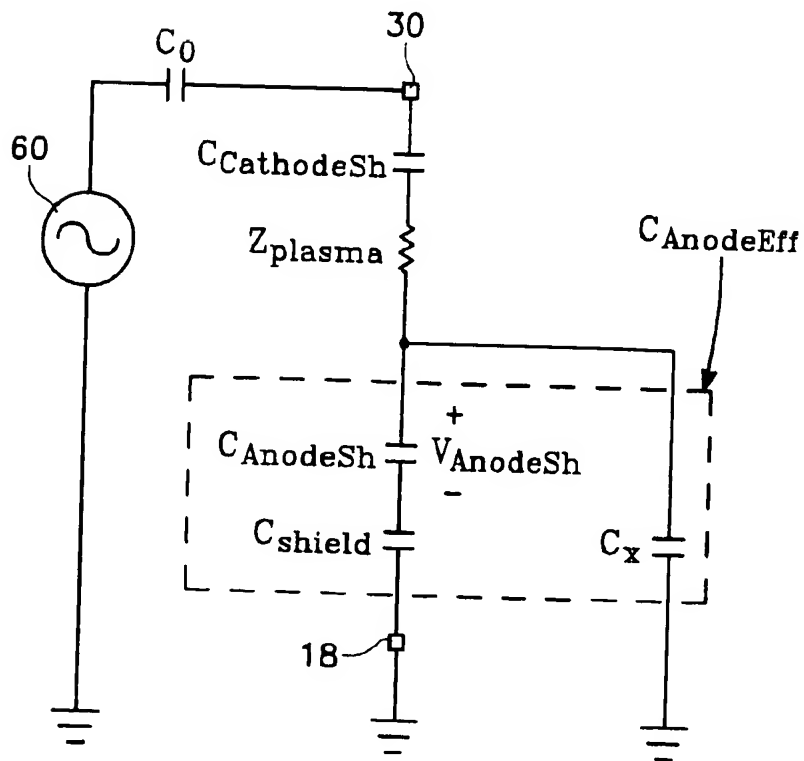 30
C0
60
CCathodeSh
Zplasma
CAnodeEff
+
CAnodeSh
VAnodeSh
-
Cshield
Cx
18